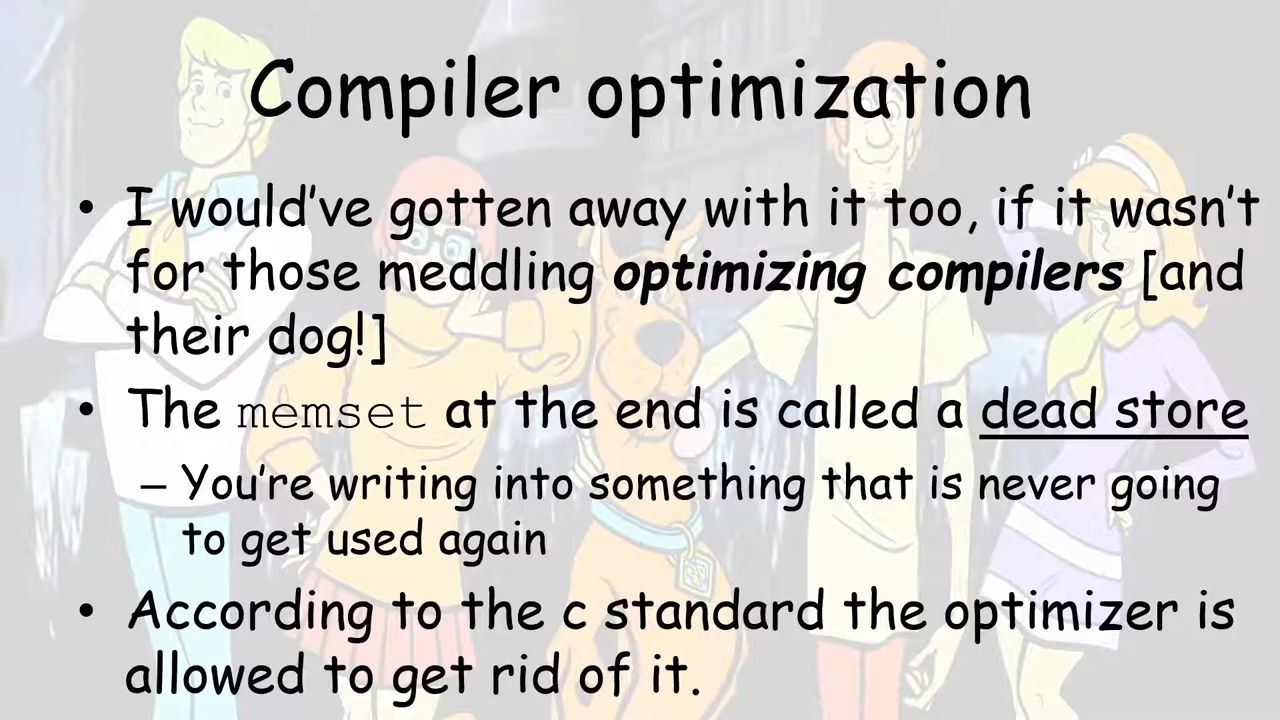 Compiler optimization
• I would've gotten away with it too, if it wasn't
for those meddling optimizing compilers [and
their dog!]
• The memset at the end is called a dead store
– You're writing into something that is never going
to get used again
• According to the c standard the optimizer is
allowed to get rid of it.